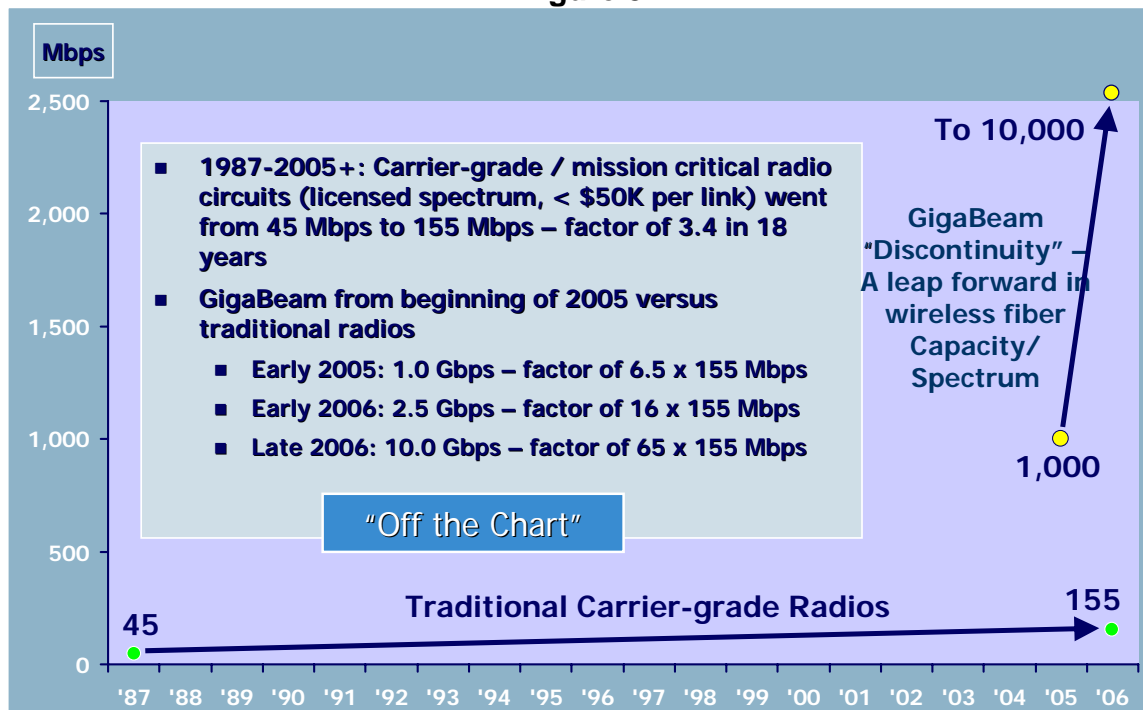 Mbps
2,500
2,000
1,500
1,000
500
0
▪ 1987-2005+: Carrier-grade / mission critical radio
circuits (licensed spectrum, < $50K per link) went
from 45 Mbps to 155 Mbps – factor of 3.4 in 18
years
▪ GigaBeam from beginning of 2005 versus
traditional radios
▪ Early 2005: 1.0 Gbps – factor of 6.5 x 155 Mbps
▪ Early 2006: 2.5 Gbps – factor of 16 x 155 Mbps
▪ Late 2006: 10.0 Gbps – factor of 65 x 155 Mbps
"Off the Chart"
To 10,000
GigaBeam
"Discontinuity" –
A leap forward in
wireless fiber
Capacity/
Spectrum
1,000
45
Traditional Carrier-grade Radios
155
'87 '88 '89 '90 '91 '92 '93 '94 '95 '96 '97 '98 '99 '00 '01 '02 '03 '04 '05 '06